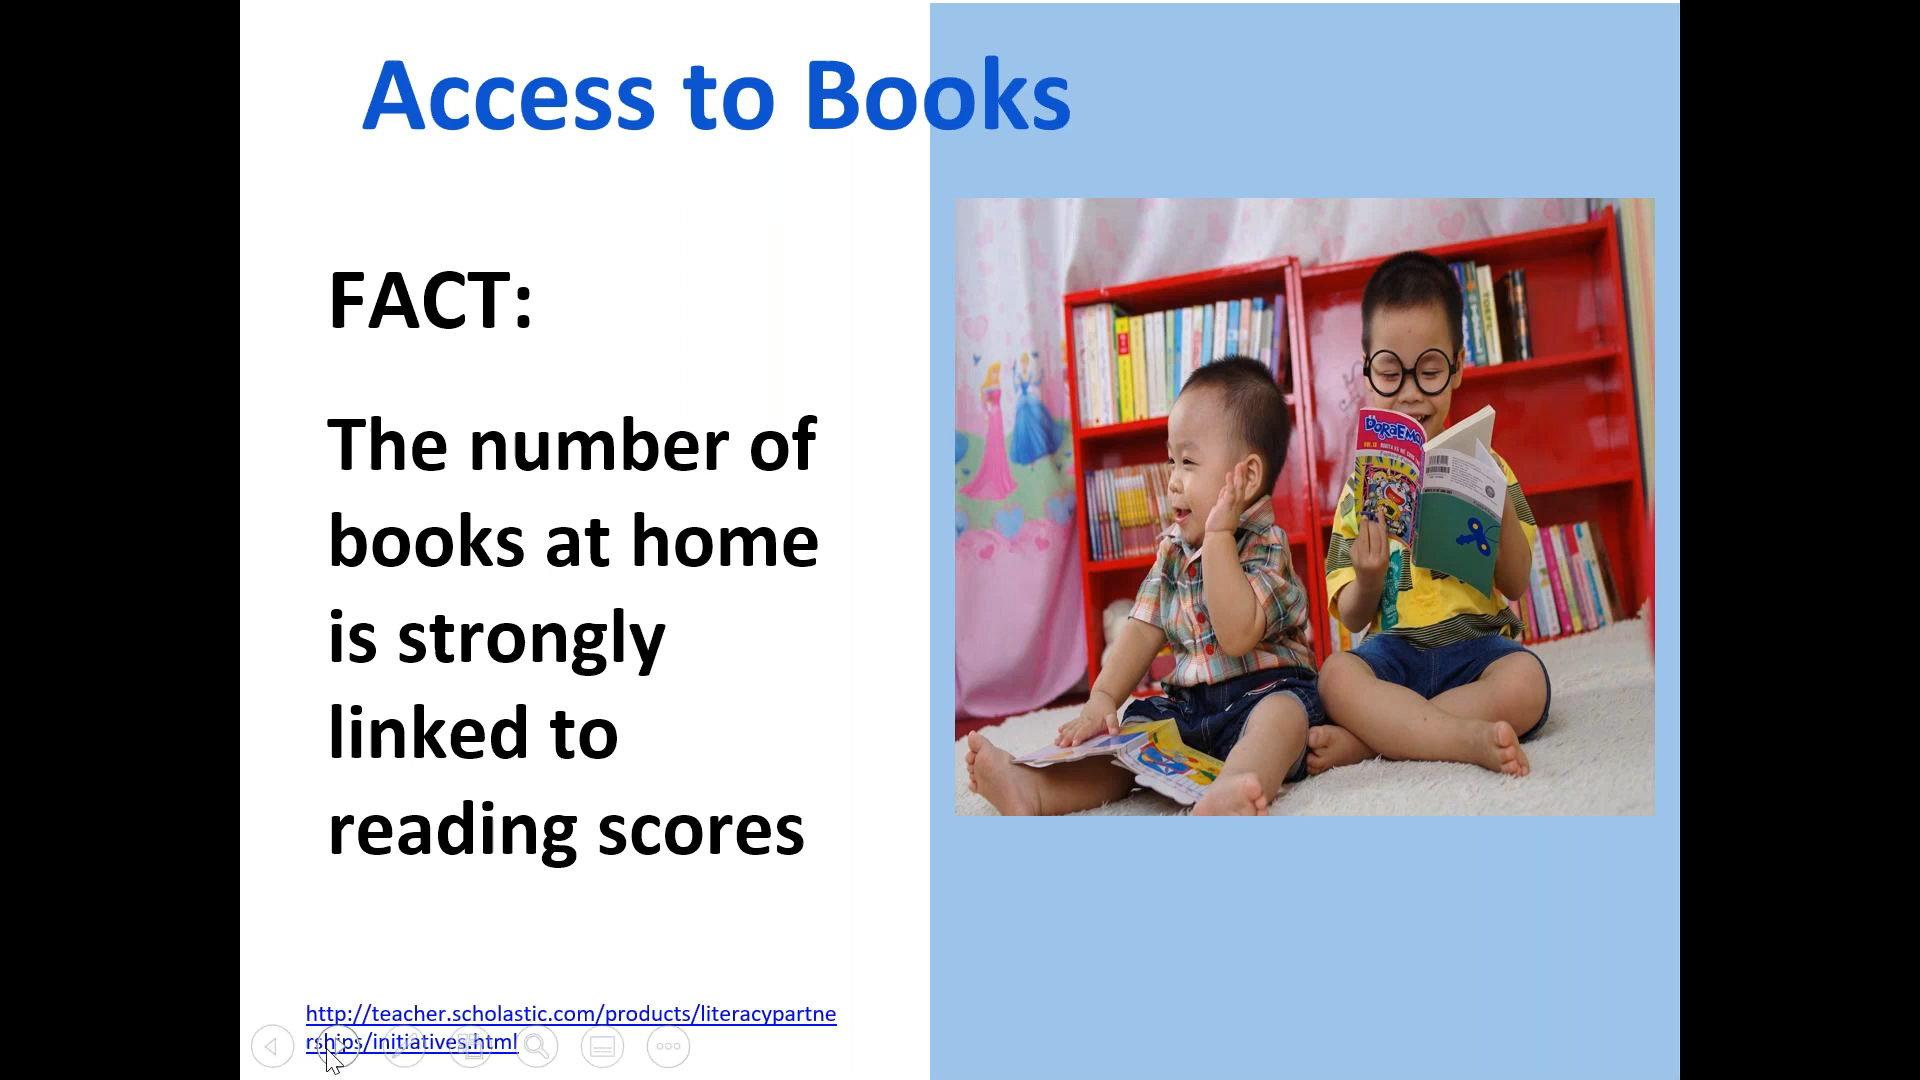 Access to Books
FACT:
The number of
books at home
is strongly
linked to
reading scores
http://teacher.scholastic.com/products/literacypartne
rships/initiatives.html
DORAEMO